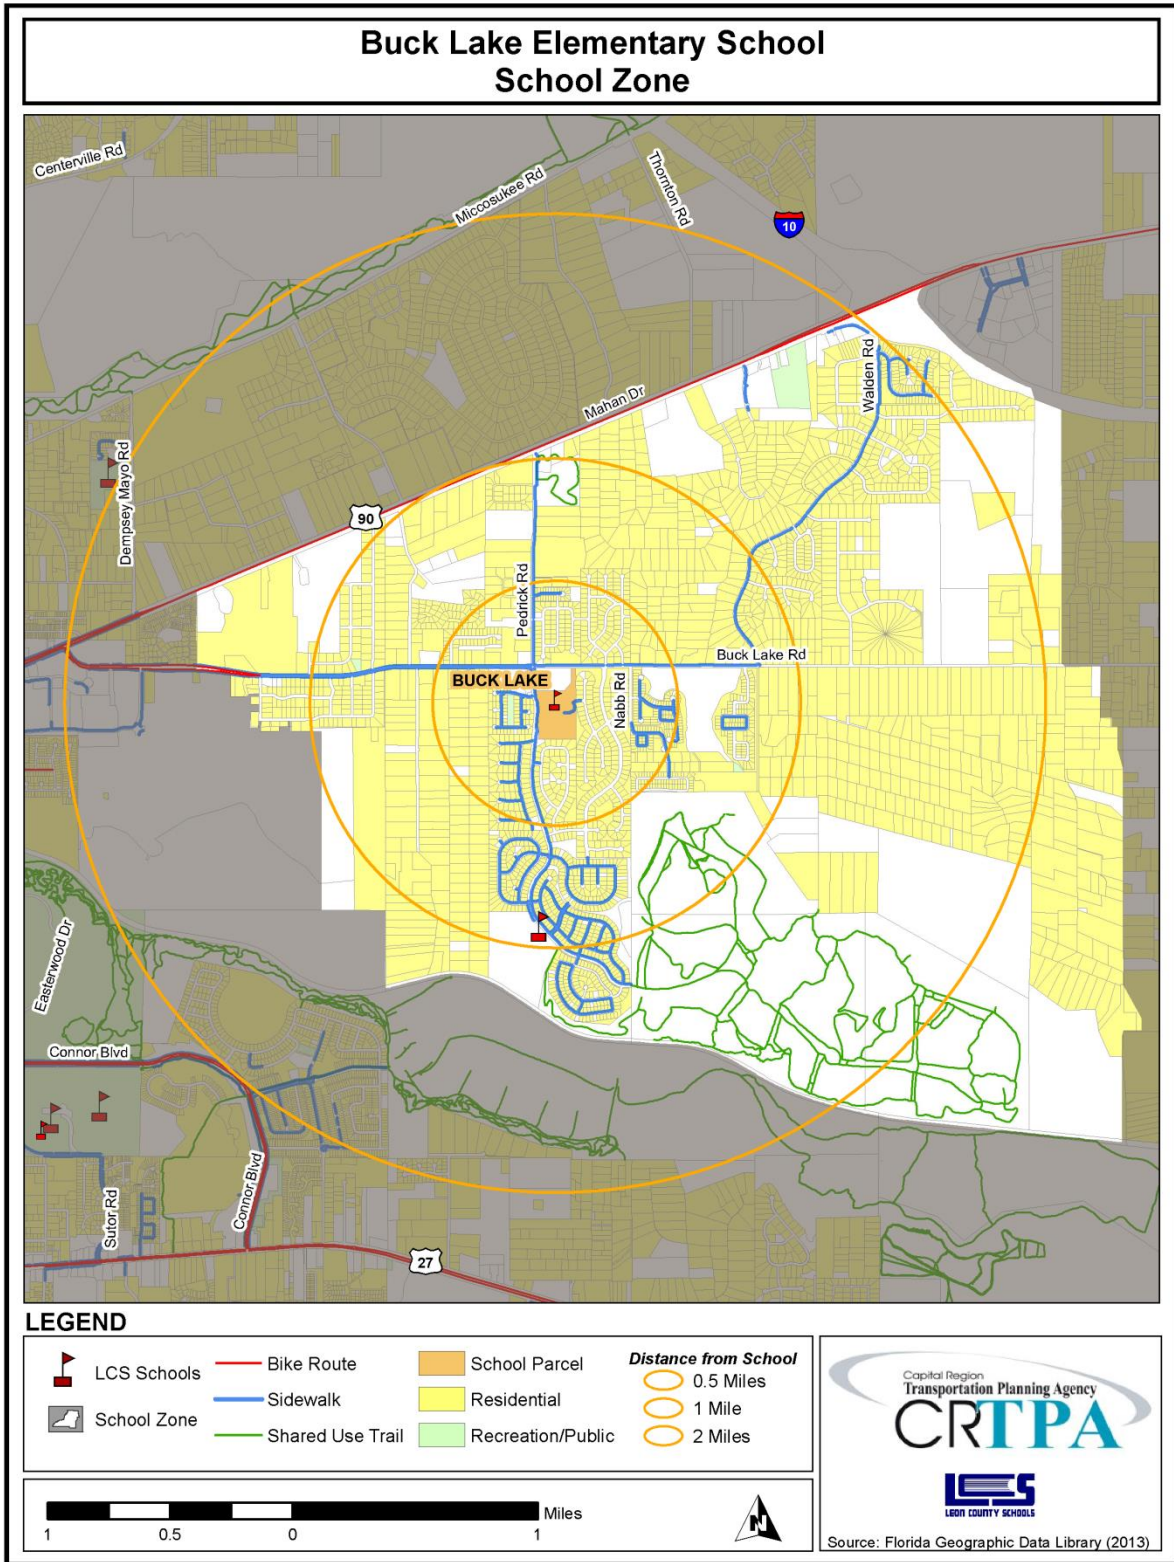 Buck Lake Elementary School
School Zone
Centerville Rd
Miccosukee Rd
Thornton Rd
10
Dempsey Mayo Rd
Mahan Dr
Walden Rd
90
Pedrick Rd
Buck Lake Rd
BUCK LAKE
Nabb Rd
Easterwood Dr
Connor Blvd
Connor Blvd
Sutor Rd
27
LEGEND
LCS Schools
School Zone
Bike Route
Sidewalk
Shared Use Trail
School Parcel
Residential
Recreation/Public
Distance from School
0.5 Miles
1 Mile
2 Miles
1 0.5 0 1 Miles
N
Capital Region
Transportation Planning Agency
CRTPA
LCS
LEON COUNTY SCHOOLS
Source: Florida Geographic Data Library (2013)